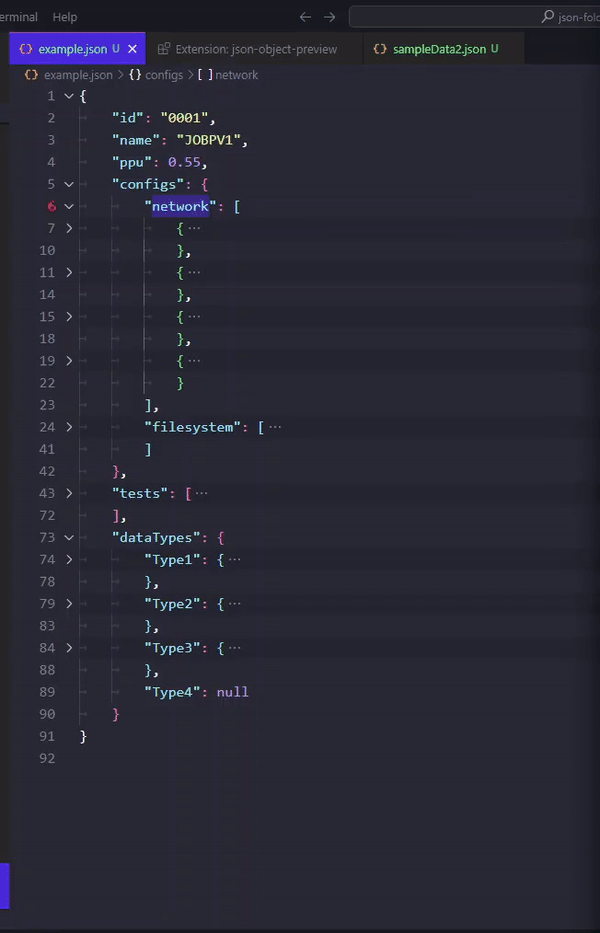 Terminal Help json-fold
example.json U × Extension: json-object-preview sampleData2.json U
example.json > {} configs > [ ] network
1 {
2 "id": "0001",
3 "name": "JOBPV1",
4 "ppu": 0.55,
5 "configs": {
6 "network": [
7 { ···
10 },
11 { ···
14 },
15 { ···
18 },
19 { ···
22 }
23 ],
24 "filesystem": [ ···
41 ]
42 },
43 "tests": [ ···
72 ],
73 "dataTypes": {
74 "Type1": { ···
78 },
79 "Type2": { ···
83 },
84 "Type3": { ···
88 },
89 "Type4": null
90 }
91 }
92